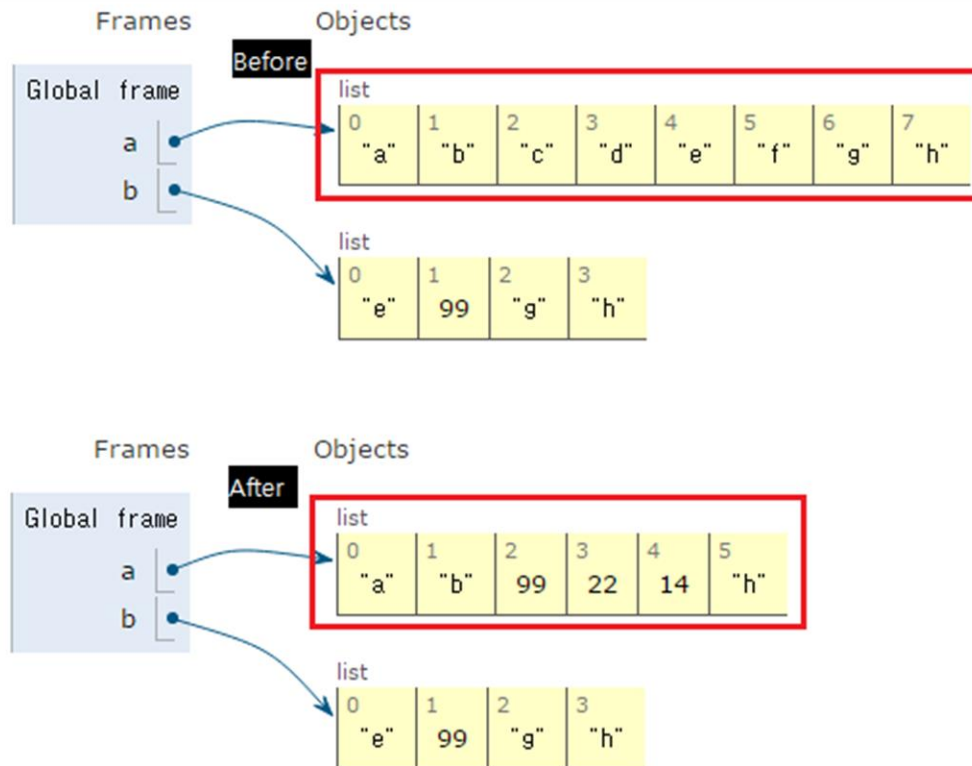 Frames Objects
Before
Global frame
list
0 1 2 3 4 5 6 7
a
"a" "b" "c" "d" "e" "f" "g" "h"
b
list
0 1 2 3
"e" 99 "g" "h"
Frames Objects
After
Global frame
list
0 1 2 3 4 5
a
"a" "b" 99 22 14 "h"
b
list
0 1 2 3
"e" 99 "g" "h"